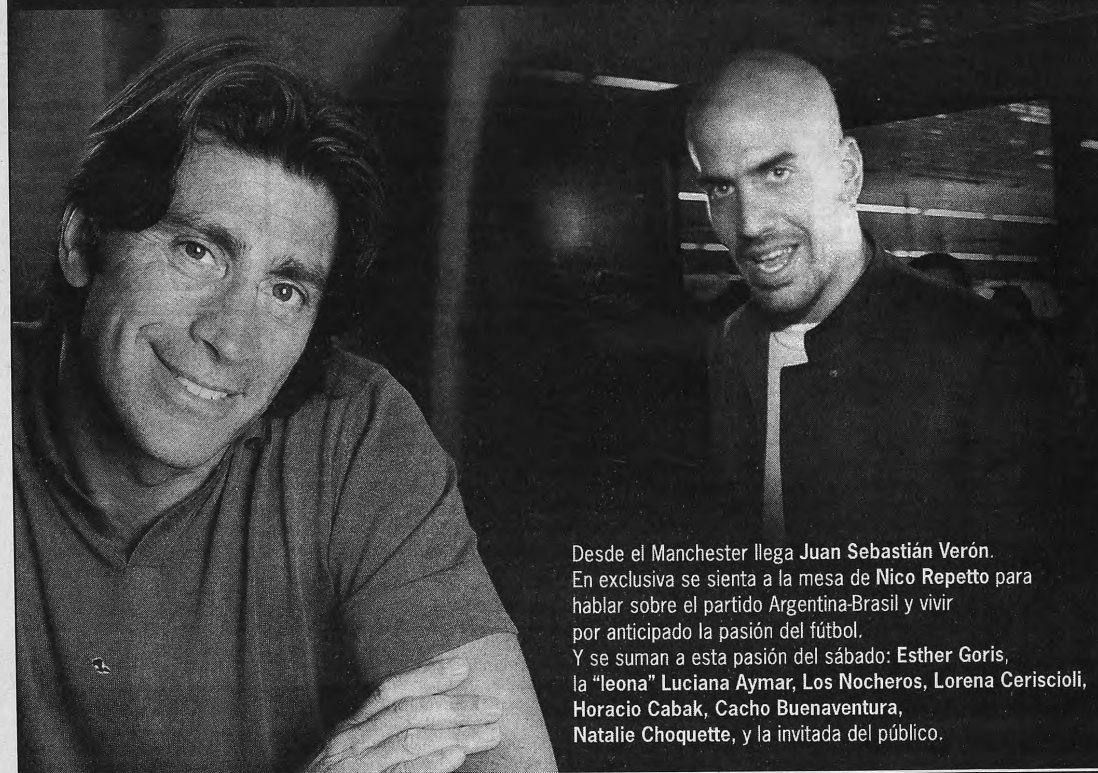 Desde el Manchester llega Juan Sebastián Verón.
En exclusiva se sienta a la mesa de Nico Repetto para
hablar sobre el partido Argentina-Brasil y vivir
por anticipado la pasión del fútbol.
Y se suman a esta pasión del sábado: Esther Goris,
la “leona” Luciana Aymar, Los Nocheros, Lorena Ceriscioli,
Horacio Cabak, Cacho Buenaventura,
Natalie Choquette, y la invitada del público.